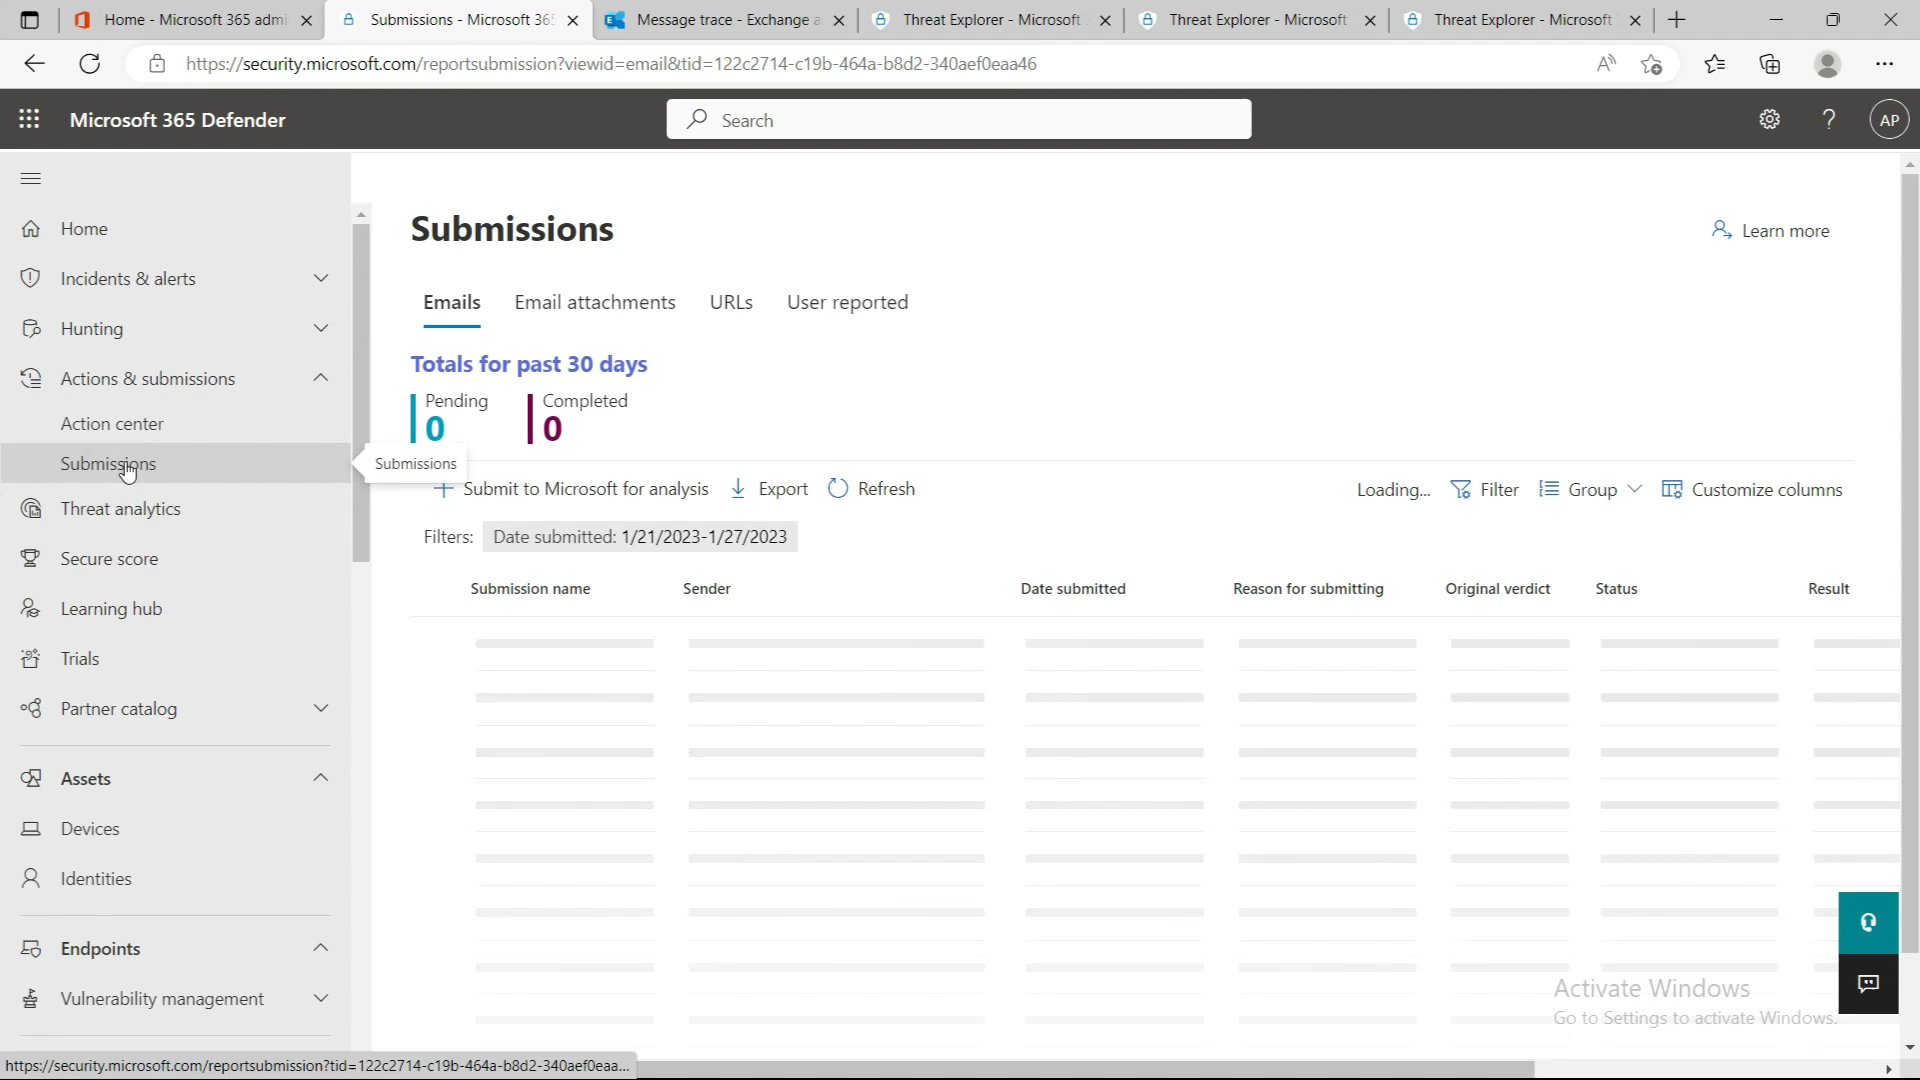 Home - Microsoft 365 admi
Submissions - Microsoft 365
Message trace - Exchange a
Threat Explorer - Microsoft
Threat Explorer - Microsoft
Threat Explorer - Microsoft
https://security.microsoft.com/reportsubmission?viewid=email&tid=122c2714-c19b-464a-b8d2-340aef0eaa46
Microsoft 365 Defender
Search
AP
Home
Incidents & alerts
Hunting
Actions & submissions
Action center
Submissions
Threat analytics
Secure score
Learning hub
Trials
Partner catalog
Assets
Devices
Identities
Endpoints
Vulnerability management
https://security.microsoft.com/reportsubmission?tid=122c2714-c19b-464a-b8d2-340aef0eaa...
Submissions
Learn more
Emails Email attachments URLs User reported
Totals for past 30 days
Pending Completed
0 0
Submissions
Submit to Microsoft for analysis Export Refresh Loading... Filter Group Customize columns
Filters: Date submitted: 1/21/2023-1/27/2023
Submission name Sender Date submitted Reason for submitting Original verdict Status Result
Activate Windows
Go to Settings to activate Windows.